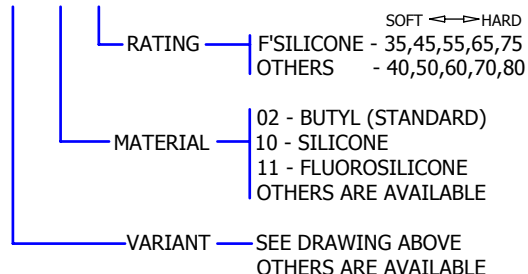 SOFT HARD
RATING F'SILICONE - 35,45,55,65,75
OTHERS - 40,50,60,70,80
02 - BUTYL (STANDARD)
MATERIAL 10 - SILICONE
11 - FLUOROSILICONE
OTHERS ARE AVAILABLE
VARIANT SEE DRAWING ABOVE
OTHERS ARE AVAILABLE